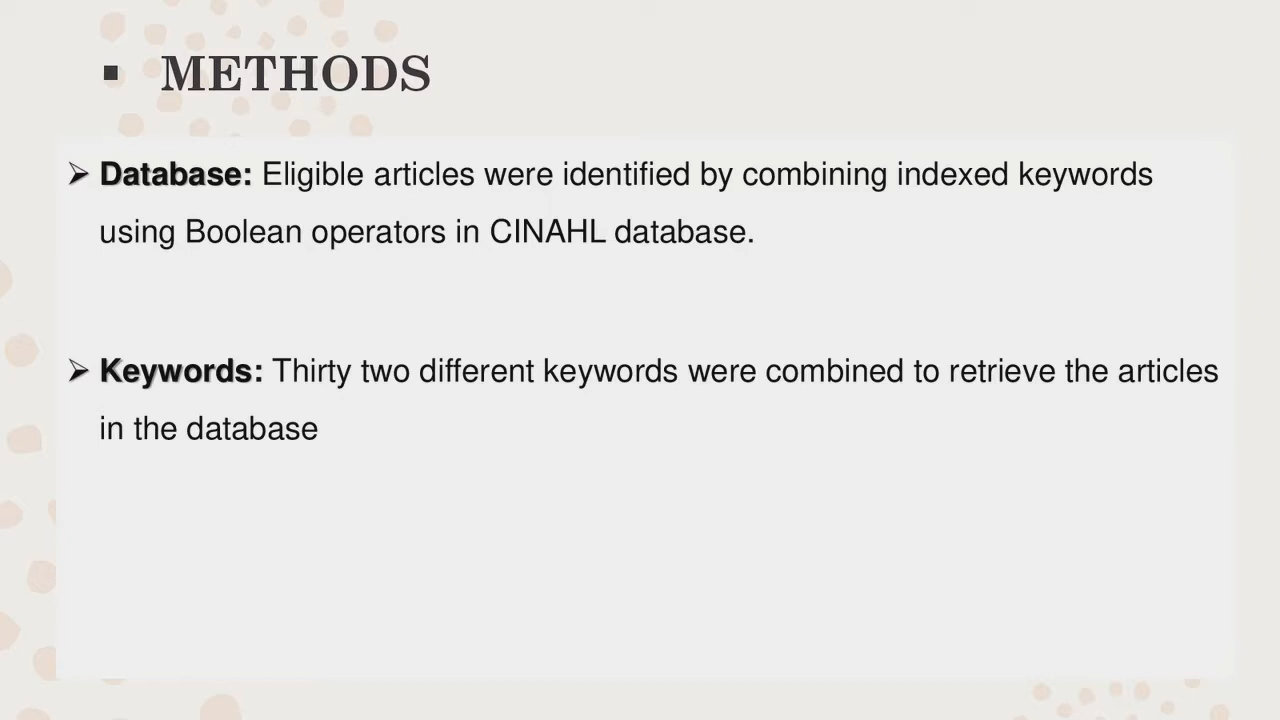 ▪ METHODS
➢ Database: Eligible articles were identified by combining indexed keywords
using Boolean operators in CINAHL database.
➢ Keywords: Thirty two different keywords were combined to retrieve the articles
in the database